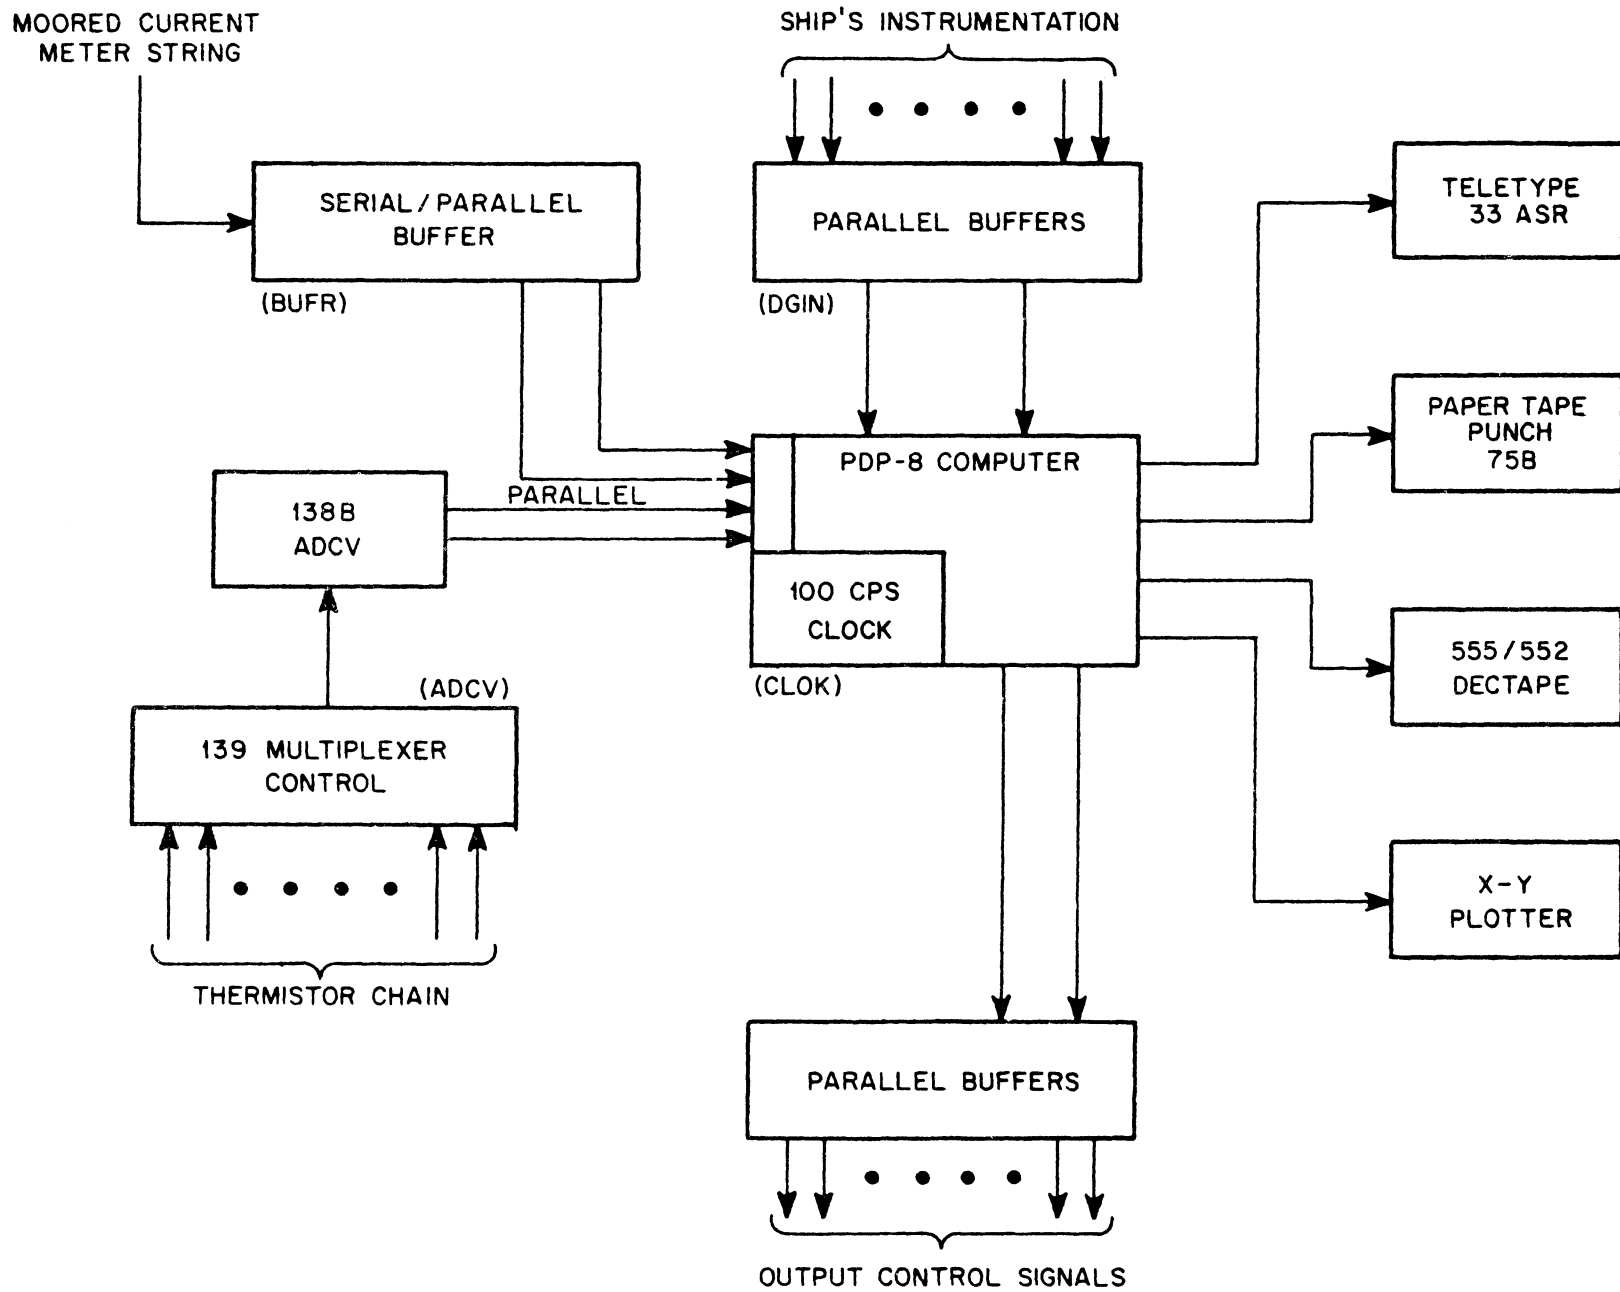 MOORED CURRENT
METER STRING
SHIP'S INSTRUMENTATION
SERIAL/PARALLEL
BUFFER
(BUFR)
PARALLEL BUFFERS
(DGIN)
TELETYPE
33 ASR
PAPER TAPE
PUNCH
75B
PDP-8 COMPUTER
PARALLEL
138B
ADCV
100 CPS
CLOCK
(CLOK)
555/552
DECTAPE
(ADCV)
139 MULTIPLEXER
CONTROL
THERMISTOR CHAIN
X-Y
PLOTTER
PARALLEL BUFFERS
OUTPUT CONTROL SIGNALS